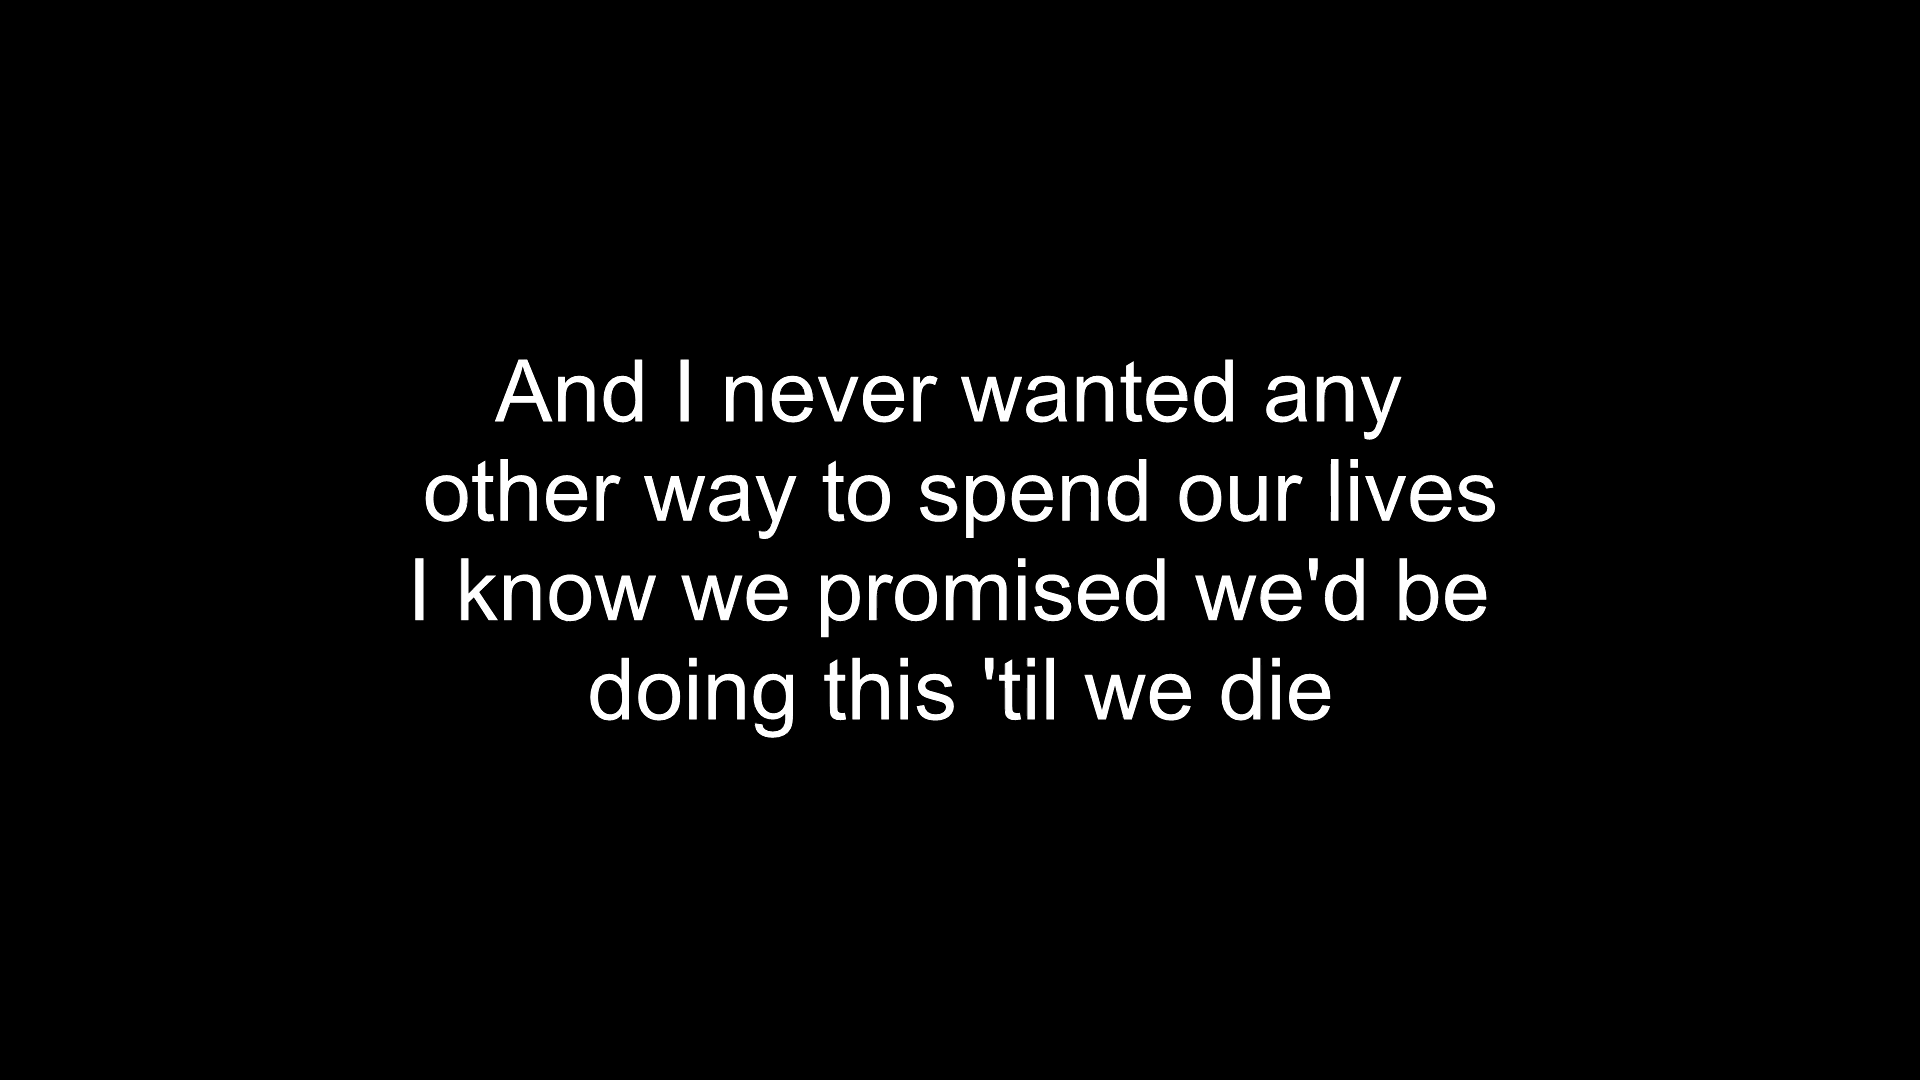 And I never wanted any
other way to spend our lives
I know we promised we'd be
doing this 'til we die